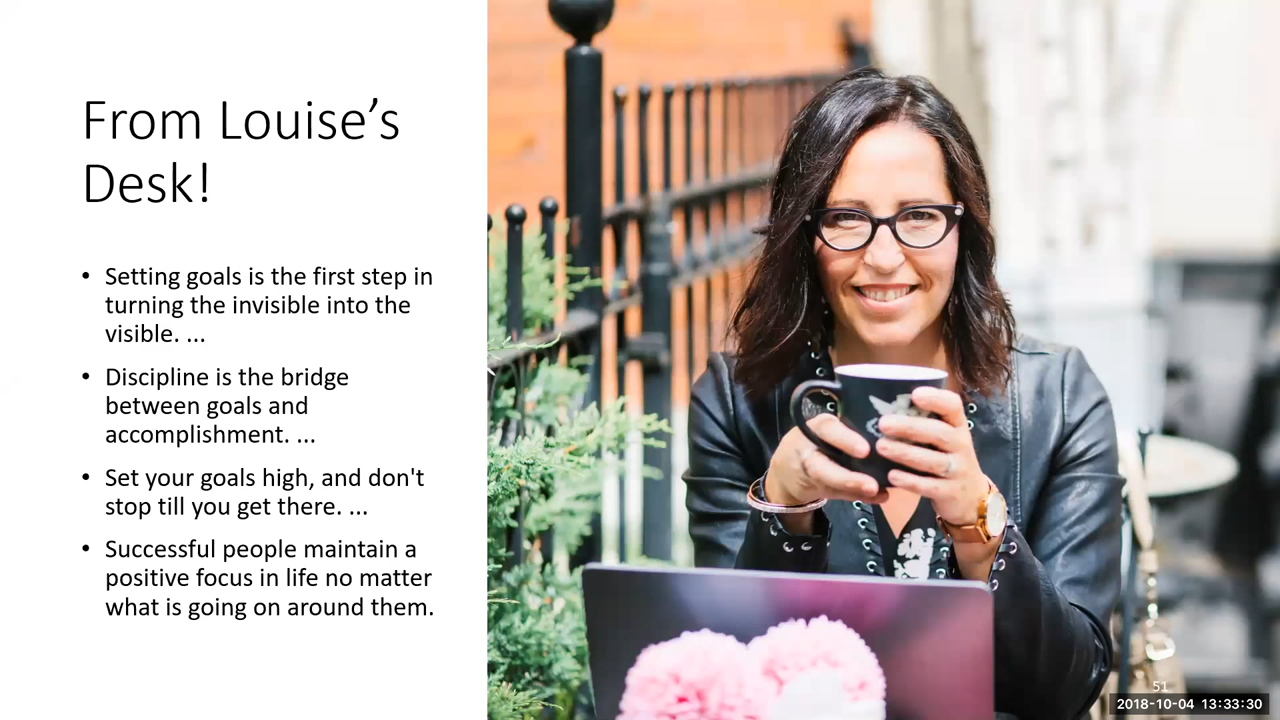 From Louise’s
Desk!
• Setting goals is the first step in
turning the invisible into the
visible. ...
• Discipline is the bridge
between goals and
accomplishment. ...
• Set your goals high, and don't
stop till you get there. ...
• Successful people maintain a
positive focus in life no matter
what is going on around them.
51
2018-10-04 13:33:30